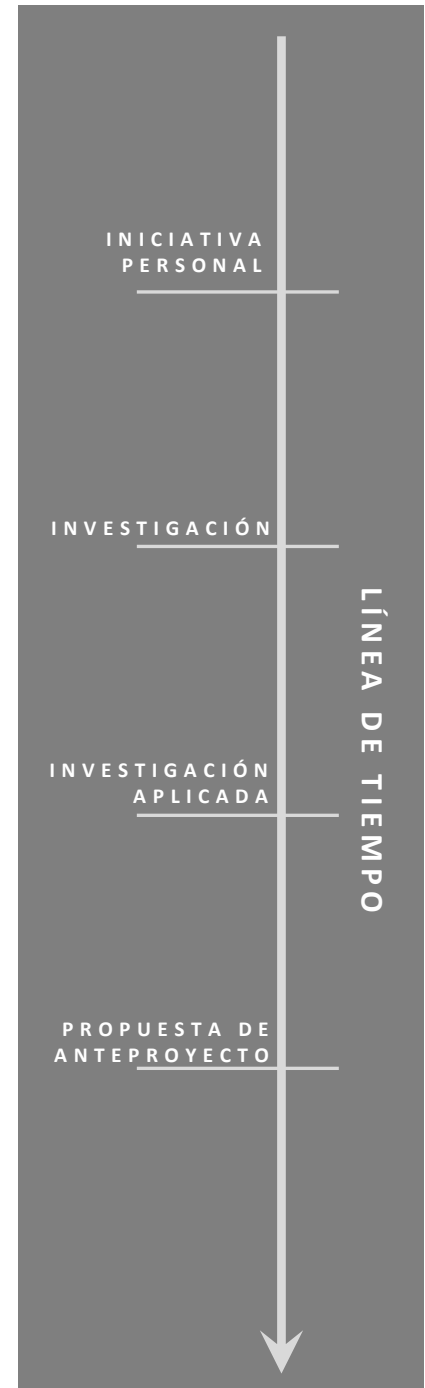 INICIATIVA
PERSONAL
INVESTIGACIÓN
LÍNEA DE TIEMPO
INVESTIGACIÓN
APLICADA
PROPUESTA DE
ANTEPROYECTO